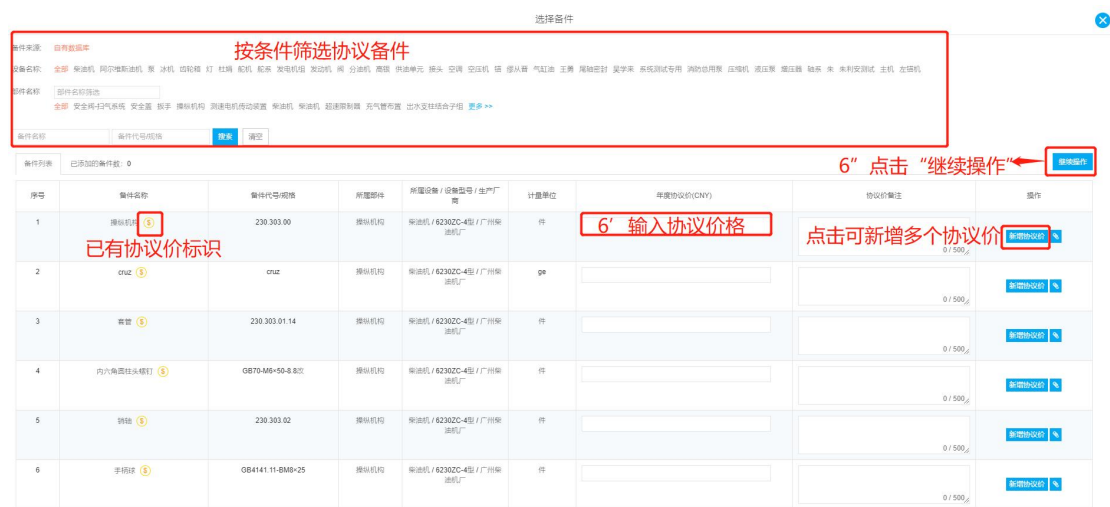 选择备件
备件来源: 自有数据库
按条件筛选协议备件
设备名称: 全部 柴油机 阿尔维斯油机 泵 冰机 齿轮箱 灯 杜隔 舵机 舵系 发电机组 发动机 阀 分油机 高锻 供油单元 接头 空调 空压机 锚 缪从晋 气缸油 王勇 尾轴密封 吴学来 系统测试专用 消防总用泵 压缩机 液压泵 增压器 轴系 朱 朱利安测试 主机 左锚机
部件名称 部件名称筛选
全部 安全阀-扫气系统 安全盖 扳手 操纵机构 测速电机传动装置 柴油机 柴油机 超速限制器 充气管布置 出水支柱结合子组 更多 >>
备件名称 备件代号/规格 搜索 清空
备件列表 已添加的备件数: 0
6”点击“继续操作”
继续操作
序号 备件名称 备件代号/规格 所属部件 所属设备 / 设备型号 / 生产厂商 计量单位 年度协议价(CNY) 协议价备注 操作
1 操纵机构 $ 230.303.00 操纵机构 柴油机 / 6230ZC-4型 / 广州柴油机厂 件
已有协议价标识
6’输入协议价格
点击可新增多个协议价
新增协议价
0 / 500
2 cruz $ cruz 操纵机构 柴油机 / 6230ZC-4型 / 广州柴油机厂 ge
新增协议价
0 / 500
3 套管 $ 230.303.01.14 操纵机构 柴油机 / 6230ZC-4型 / 广州柴油机厂 件
新增协议价
0 / 500
4 内六角圆柱头螺钉 $ GB70-M6×50-8.8改 操纵机构 柴油机 / 6230ZC-4型 / 广州柴油机厂 件
新增协议价
0 / 500
5 销轴 $ 230.303.02 操纵机构 柴油机 / 6230ZC-4型 / 广州柴油机厂 件
新增协议价
0 / 500
6 手柄球 $ GB4141.11-BM8×25 操纵机构 柴油机 / 6230ZC-4型 / 广州柴油机厂 件
新增协议价
0 / 500